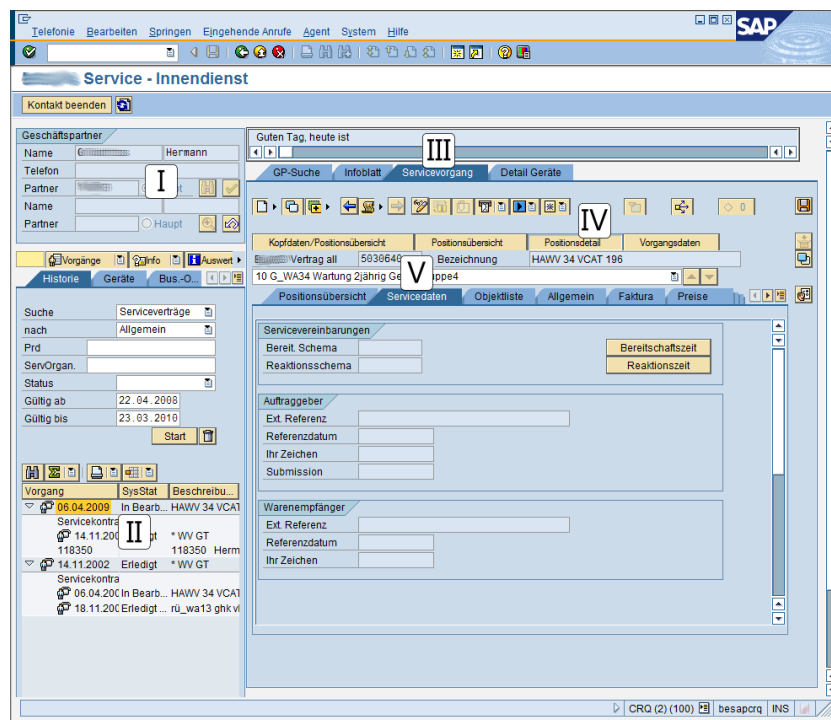 Telefonie Bearbeiten Springen Eingehende Anrufe Agent System Hilfe
SAP
Service - Innendienst
Kontakt beenden
Geschäftspartner
Name Hermann
Telefon
Partner
Name
Partner Haupt
I
Vorgänge Info Auswert
Historie Geräte Bus.-O...
Suche Serviceverträge
nach Allgemein
Prd
ServOrgan.
Status
Gültig ab 22.04.2008
Gültig bis 23.03.2010
Start
Vorgang SysStat Beschreibu...
06.04.2009 In Bearb... HAWV 34 VCAT
Servicekontra
14.11.200 * WV GT
118350 118350 Herm
II
14.11.2002 Erledigt * WV GT
Servicekontra
06.04.200 In Bearb... HAWV 34 VCAT
18.11.200 Erledigt ... rü_wa13 ghk vl
Guten Tag, heute ist
III
GP-Suche Infoblatt Servicevorgang Detail Geräte
0
IV
Kopfdaten/Positionsübersicht Positionsübersicht Positionsdetail Vorgangsdaten
Vertrag all 5030640 Bezeichnung HAWV 34 VCAT 196
10 G_WA34 Wartung 2jährig
V
Positionsübersicht Servicedaten Objektliste Allgemein Faktura Preise
Servicevereinbarungen
Bereit. Schema Bereitschaftszeit
Reaktionsschema Reaktionszeit
Auftraggeber
Ext. Referenz
Referenzdatum
Ihr Zeichen
Submission
Warenempfänger
Ext. Referenz
Referenzdatum
Ihr Zeichen
CRQ (2) (100) besapcrq INS